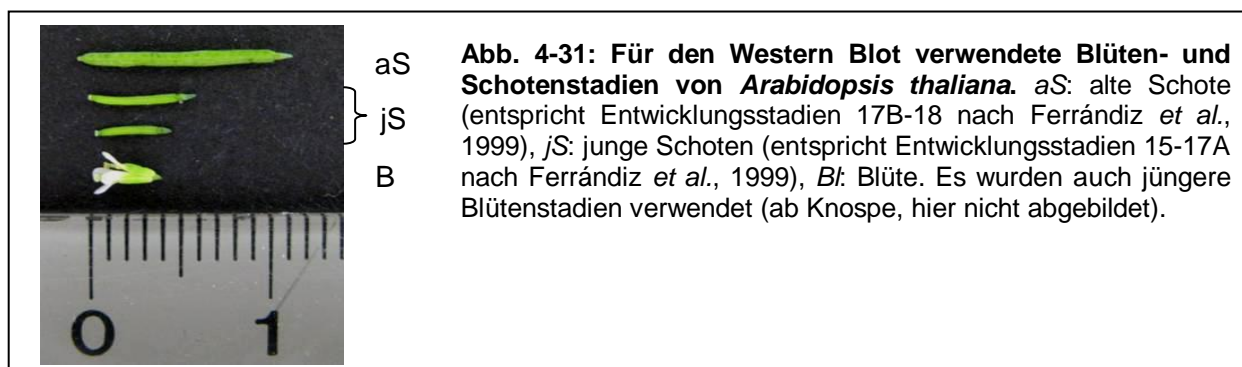 aS
jS
B
0 1
Abb. 4-31: Für den Western Blot verwendete Blüten- und
Schotenstadien von Arabidopsis thaliana. aS: alte Schote
(entspricht Entwicklungsstadien 17B-18 nach Ferrándiz et al.,
1999), jS: junge Schoten (entspricht Entwicklungsstadien 15-17A
nach Ferrándiz et al., 1999), Bl: Blüte. Es wurden auch jüngere
Blütenstadien verwendet (ab Knospe, hier nicht abgebildet).